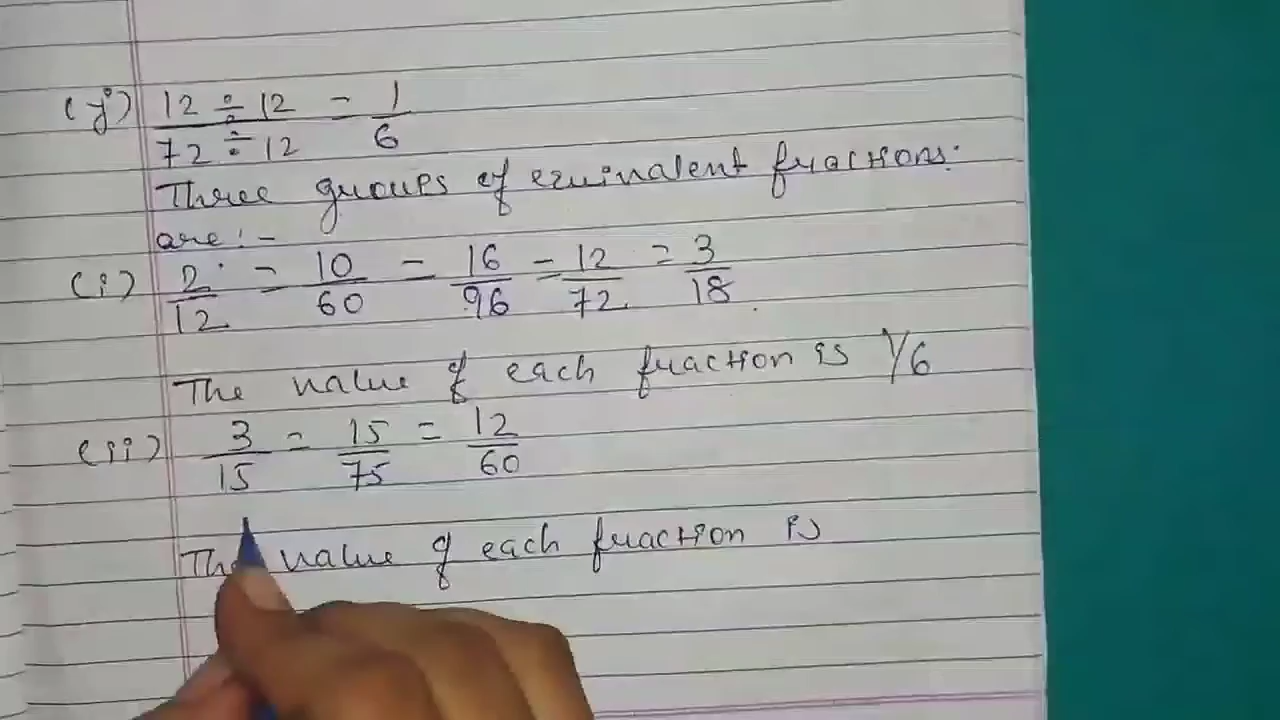 (j) 12 ÷ 12 / 72 ÷ 12 = 1/6
Three groups of equivalent fractions.
are:-
(i) 2/12 = 10/60 = 16/96 = 12/72 = 3/18
The value of each fraction is 1/6
(ii) 3/15 = 15/75 = 12/60
The value of each fraction is